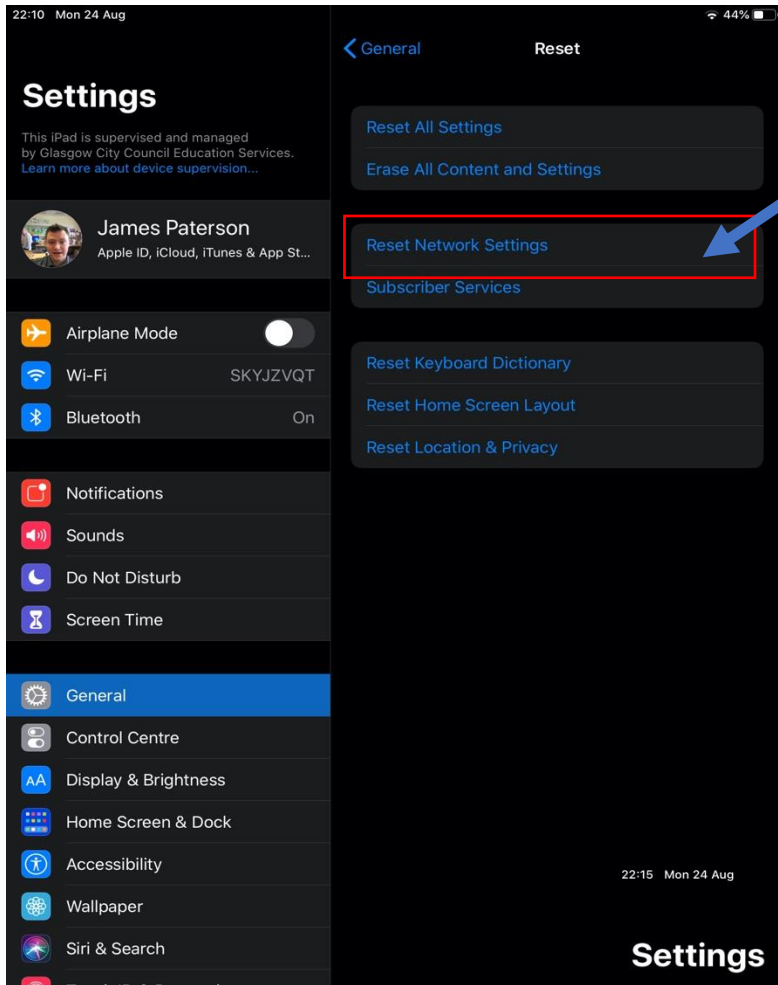 22:10 Mon 24 Aug
44%
General
Reset
Settings
This iPad is supervised and managed
by Glasgow City Council Education Services.
Learn more about device supervision...
James Paterson
Apple ID, iCloud, iTunes & App St...
Airplane Mode
Wi-Fi SKYJZVQT
Bluetooth On
Notifications
Sounds
Do Not Disturb
Screen Time
General
Control Centre
AA
Display & Brightness
Home Screen & Dock
Accessibility
Wallpaper
Siri & Search
Reset All Settings
Erase All Content and Settings
Reset Network Settings
Subscriber Services
Reset Keyboard Dictionary
Reset Home Screen Layout
Reset Location & Privacy
22:15 Mon 24 Aug
Settings